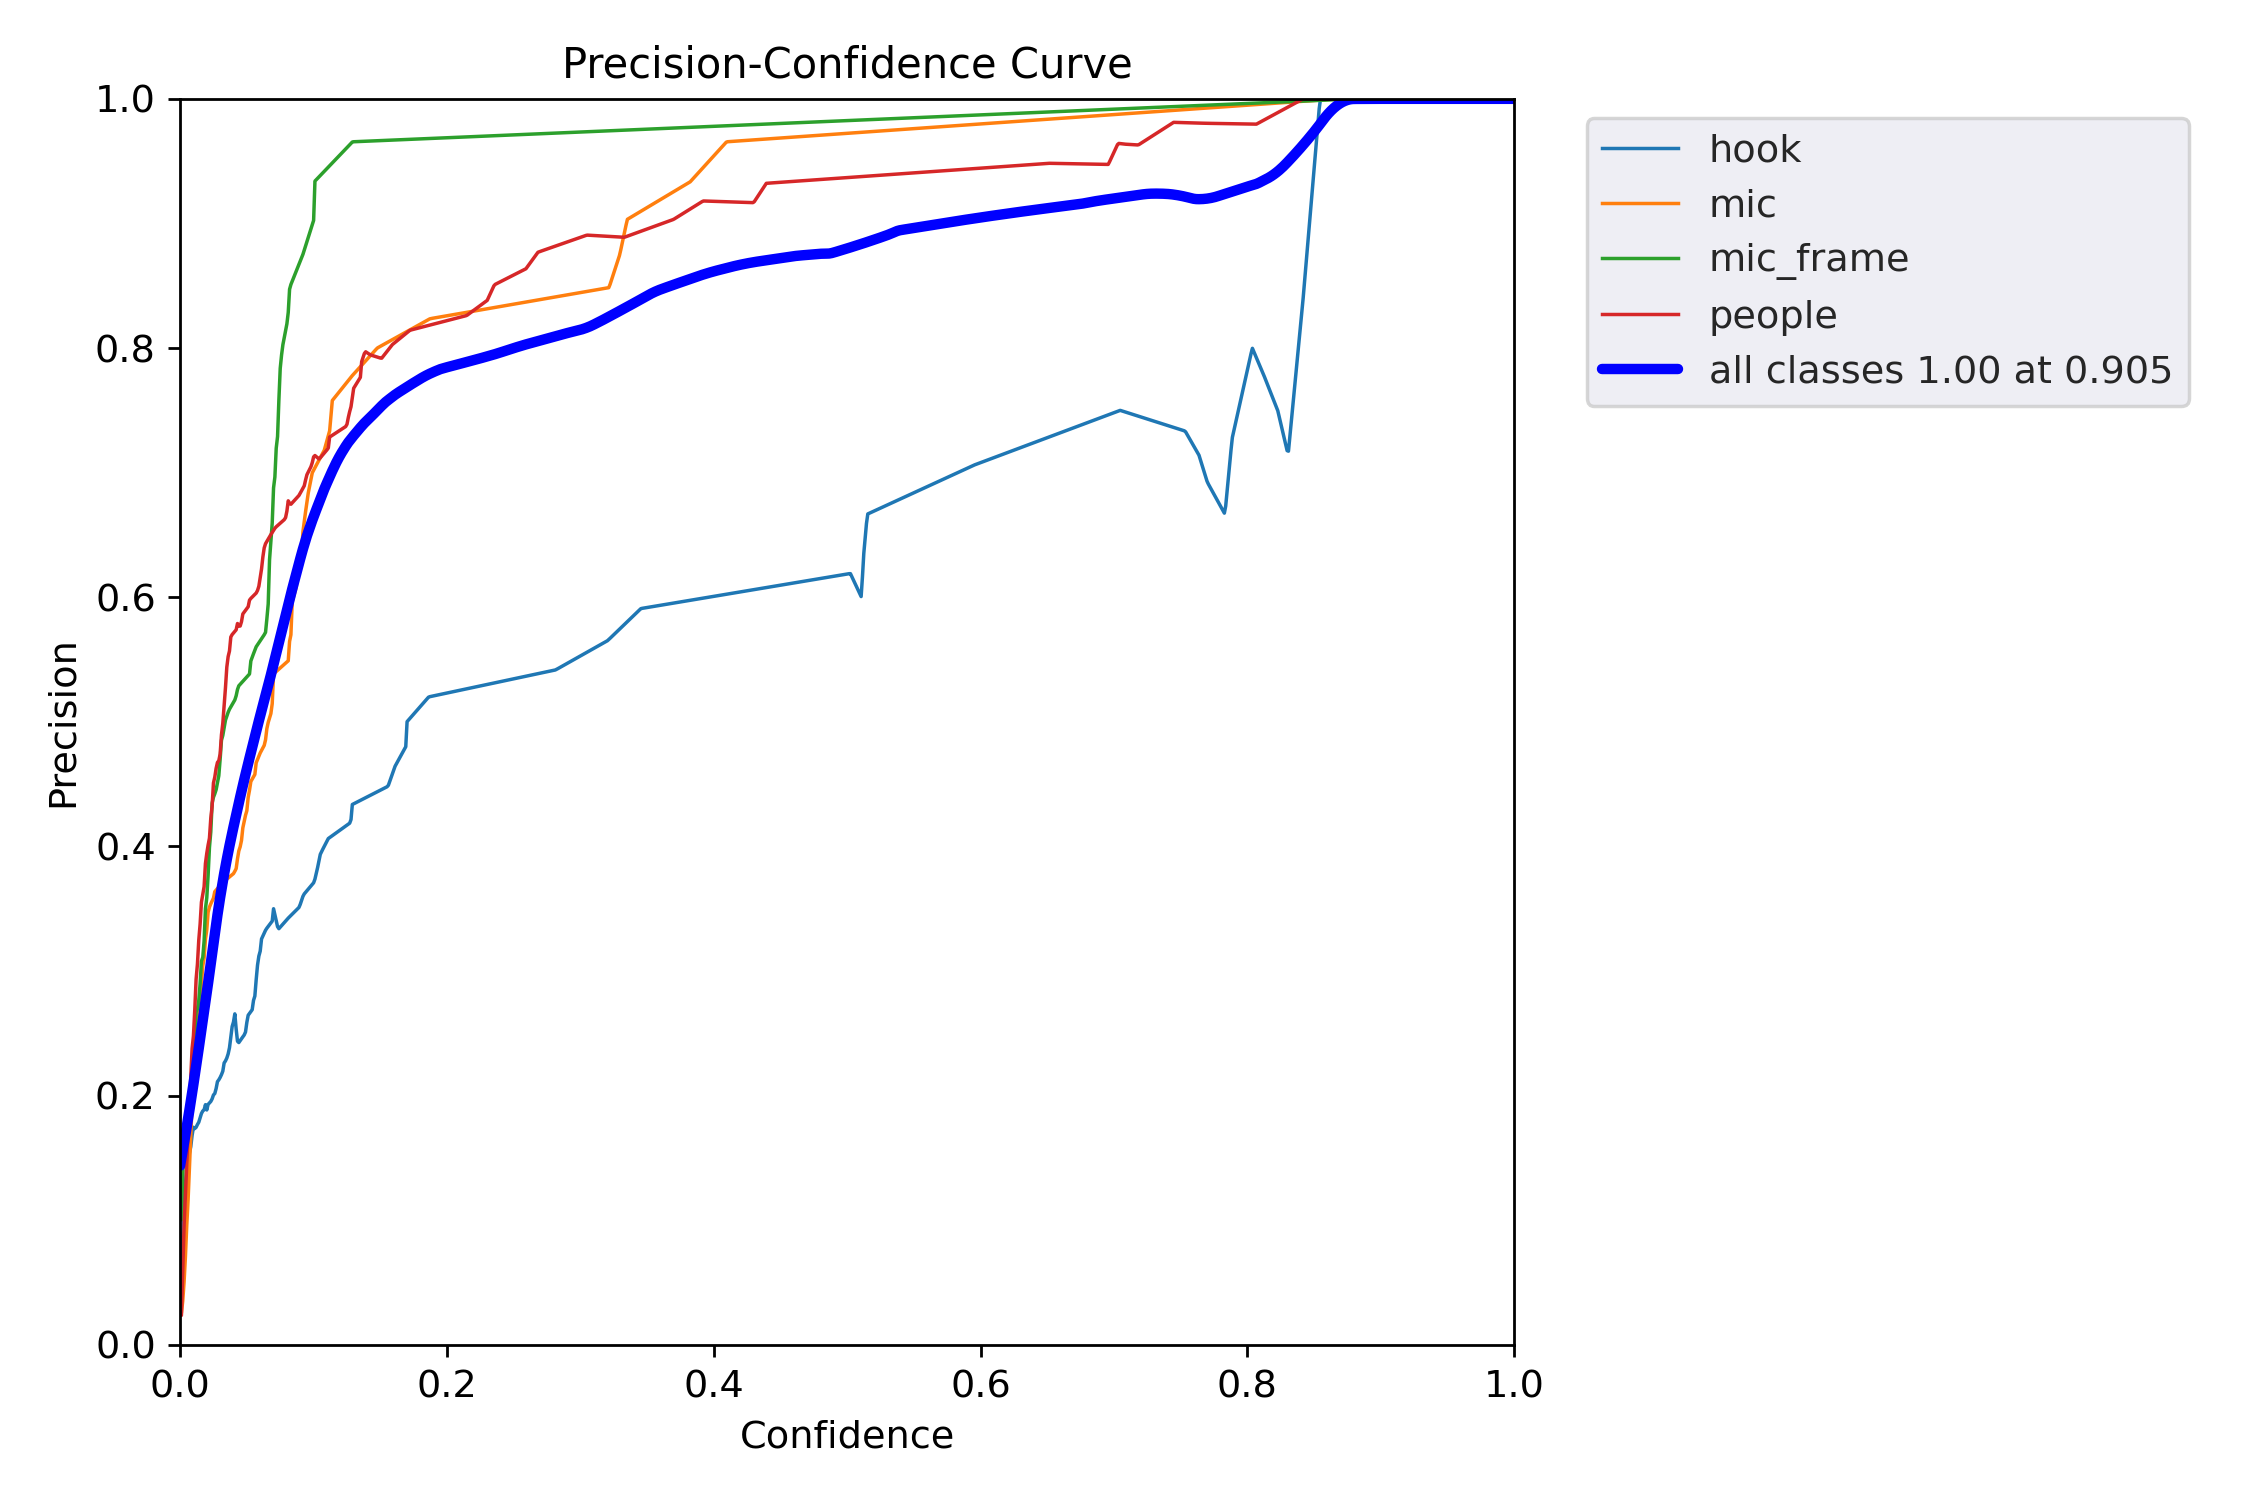 Precision-Confidence Curve
1.0
0.8
0.6
0.4
0.2
0.0
Precision
0.0 0.2 0.4 0.6 0.8 1.0
Confidence
hook
mic
mic_frame
people
all classes 1.00 at 0.905